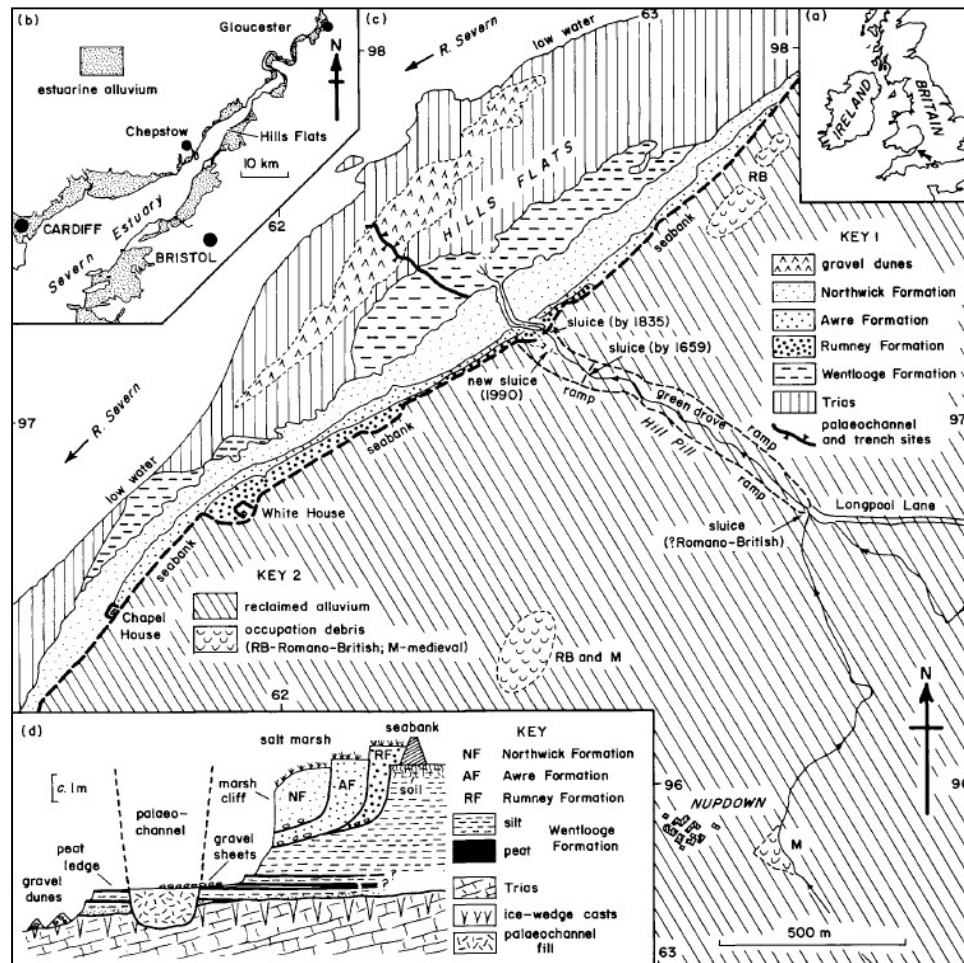 (b)
Gloucester
N
estuarine alluvium
Chepstow
Hills Flats
10 km
CARDIFF
Severn Estuary
BRISTOL
(c)
R. Severn
63
low water
98
98
(a)
IRELAND
BRITAIN
62
HILLS FLATS
RB
seabank
KEY 1
gravel dunes
Northwick Formation
Awre Formation
Rumney Formation
Wentlooge Formation
Trias
palaeochannel
and trench sites
sluice (by 1835)
sluice (by 1659)
new sluice
(1990)
ramp
green drove
ramp
Hill Pill
ramp
R. Severn
97
97
seabank
low water
White House
Longpool Lane
sluice
(?Romano-British)
seabank
KEY 2
reclaimed alluvium
occupation debris
(RB-Romano-British; M-medieval)
Chapel
House
RB and M
62
N
96
96
NUPDOWN
M
63
500 m
(d)
c. 1m
palaeo-
channel
salt marsh
seabank
marsh
cliff
NF
AF
RF
soil
gravel
sheets
peat
ledge
gravel
dunes
?
?
KEY
NF Northwick Formation
AF Awre Formation
RF Rumney Formation
silt
peat
Wentlooge
Formation
Trias
ice-wedge casts
palaeochannel
fill